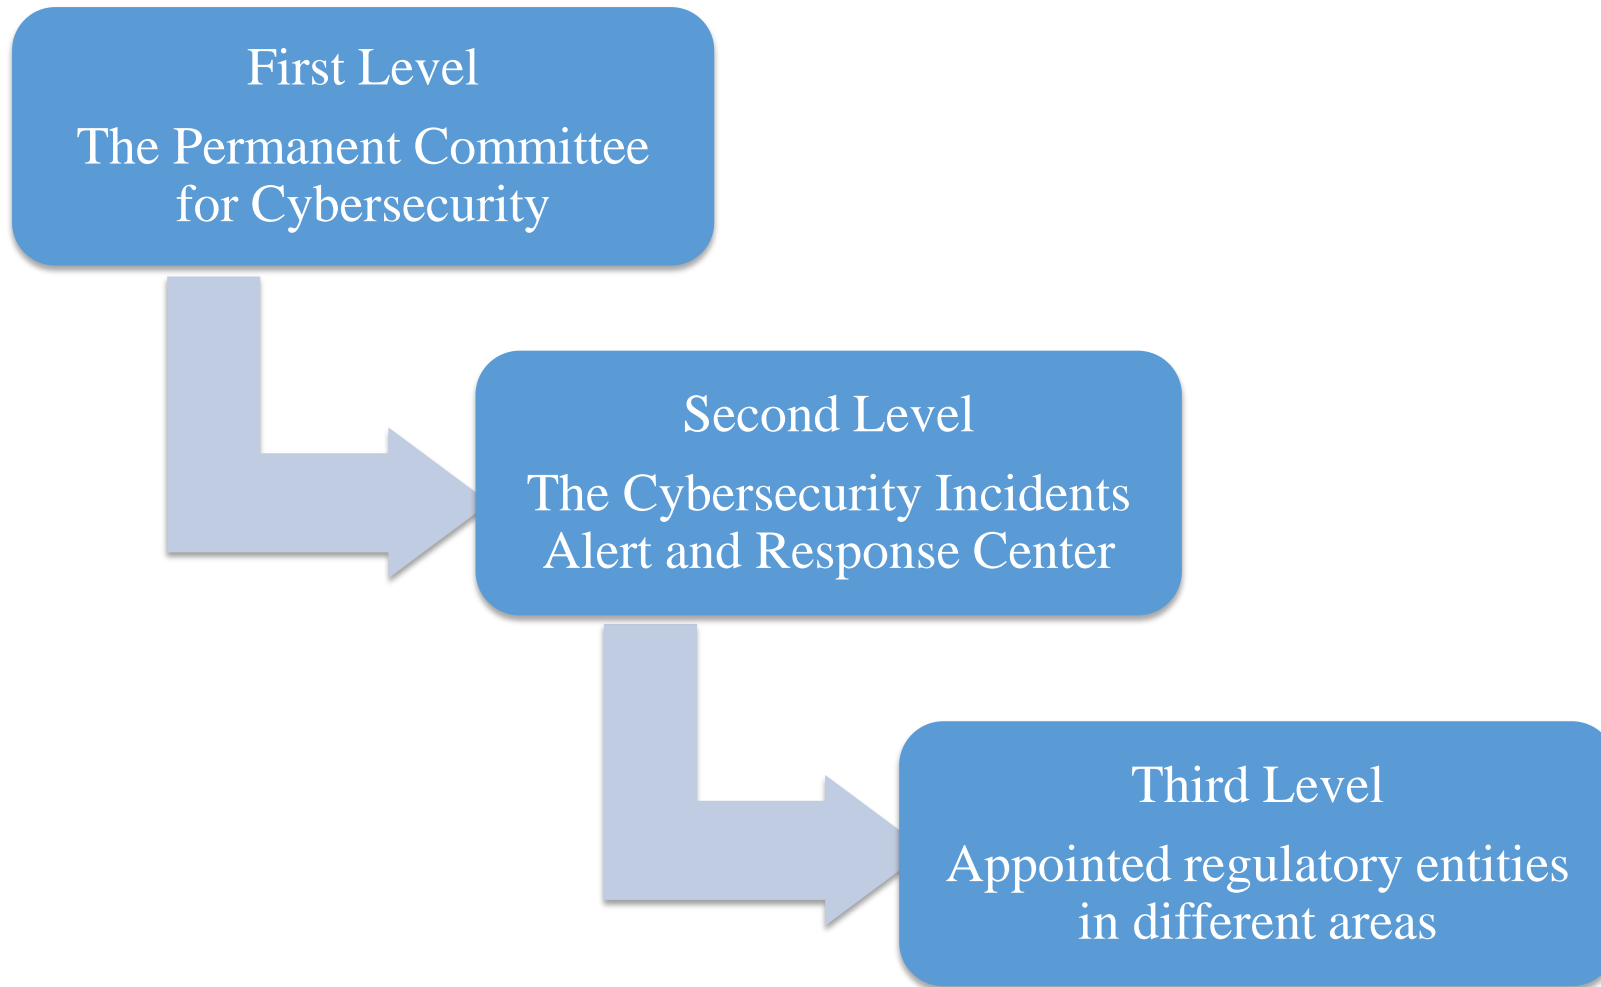 First Level
The Permanent Committee
for Cybersecurity
Second Level
The Cybersecurity Incidents
Alert and Response Center
Third Level
Appointed regulatory entities
in different areas